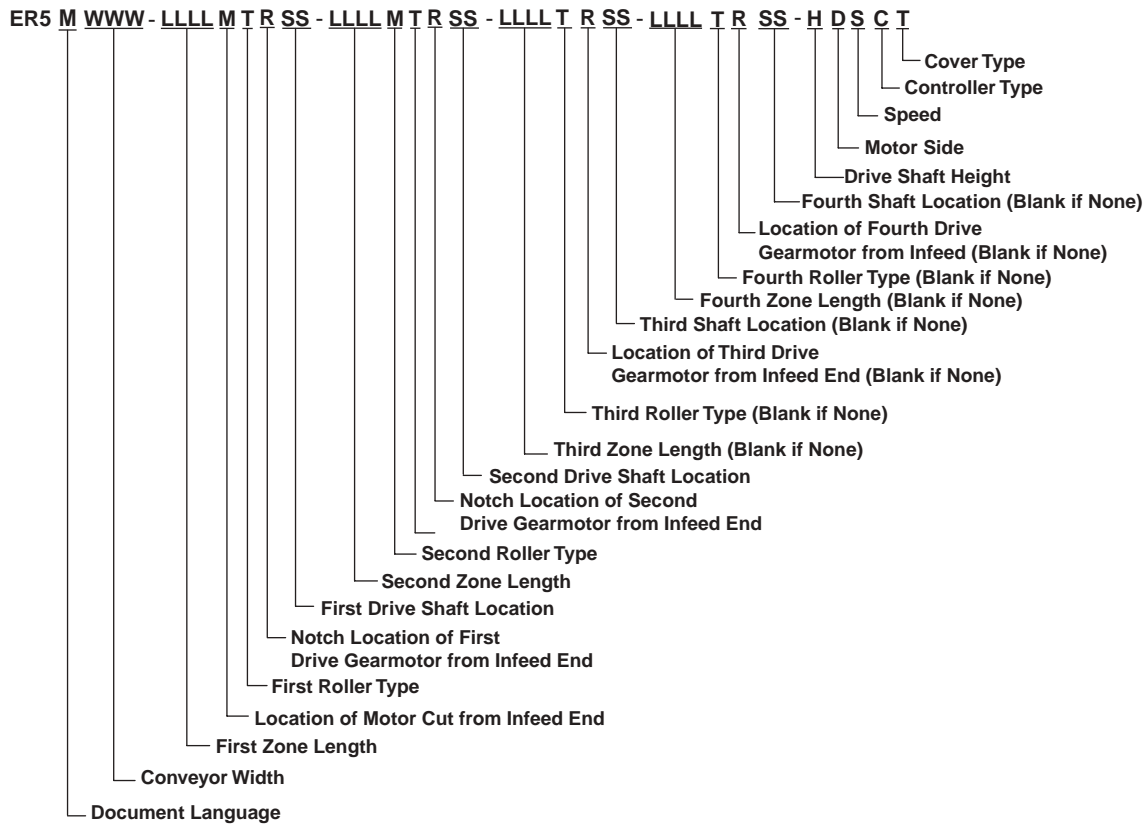 ER5 M WWW - LLLL M T R SS - LLLL M T R SS - LLLL T R SS - LLLL T R SS - H D S C T
Cover Type
Controller Type
Speed
Motor Side
Drive Shaft Height
Fourth Shaft Location (Blank if None)
Location of Fourth Drive
Gearmotor from Infeed (Blank if None)
Fourth Roller Type (Blank if None)
Fourth Zone Length (Blank if None)
Third Shaft Location (Blank if None)
Location of Third Drive
Gearmotor from Infeed End (Blank if None)
Third Roller Type (Blank if None)
Third Zone Length (Blank if None)
Second Drive Shaft Location
Notch Location of Second
Drive Gearmotor from Infeed End
Second Roller Type
Second Zone Length
First Drive Shaft Location
Notch Location of First
Drive Gearmotor from Infeed End
First Roller Type
Location of Motor Cut from Infeed End
First Zone Length
Conveyor Width
Document Language